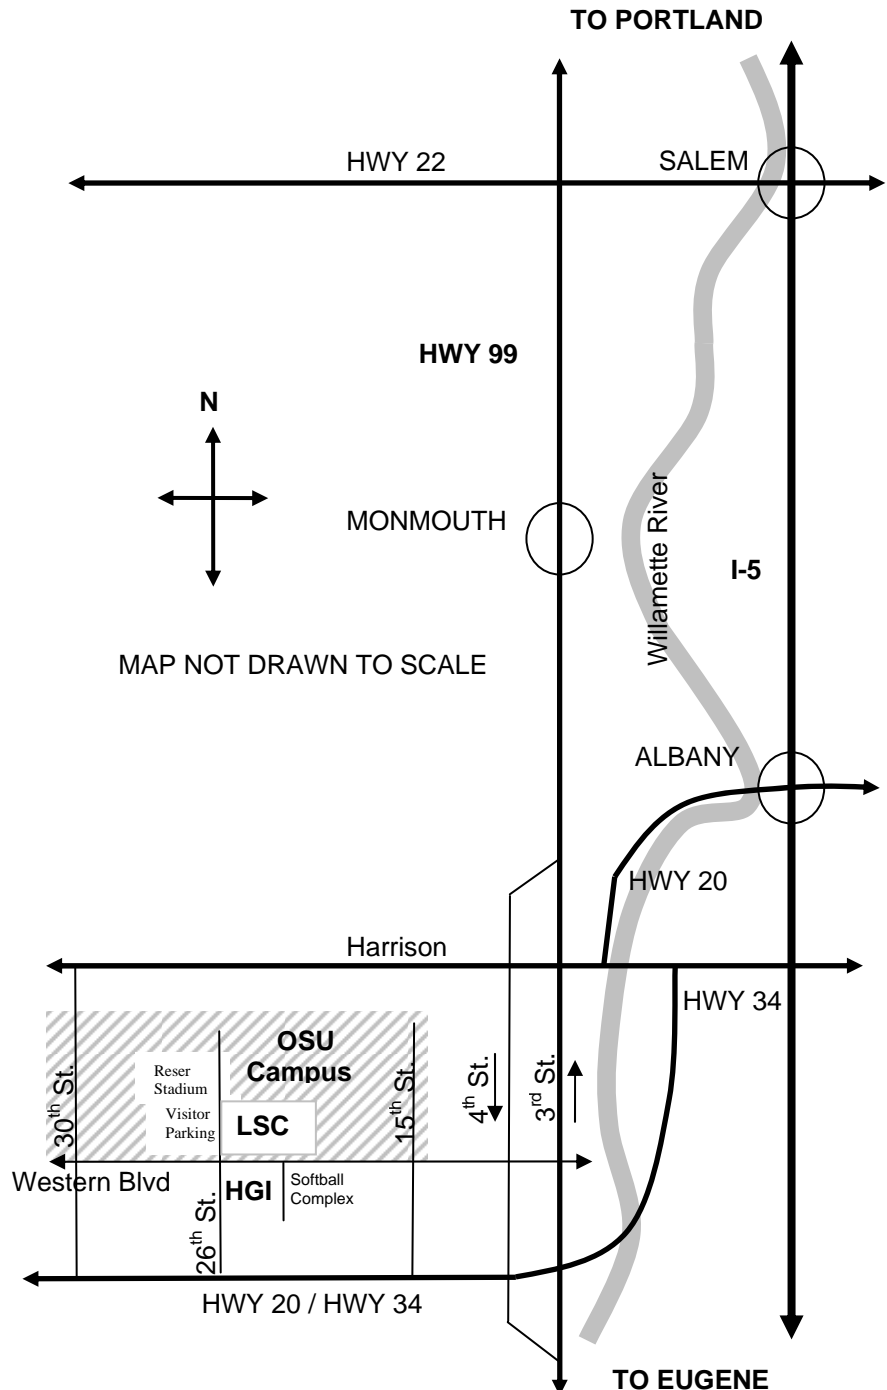 TO PORTLAND
HWY 22
SALEM
HWY 99
N
MONMOUTH
Willamette River
I-5
MAP NOT DRAWN TO SCALE
ALBANY
HWY 20
Harrison
HWY 34
OSU
Campus
Reser
Stadium
Visitor
Parking
LSC
30th St.
15th St.
4th St.
3rd St.
Western Blvd
HGI
Softball
Complex
26th St.
HWY 20 / HWY 34
TO EUGENE